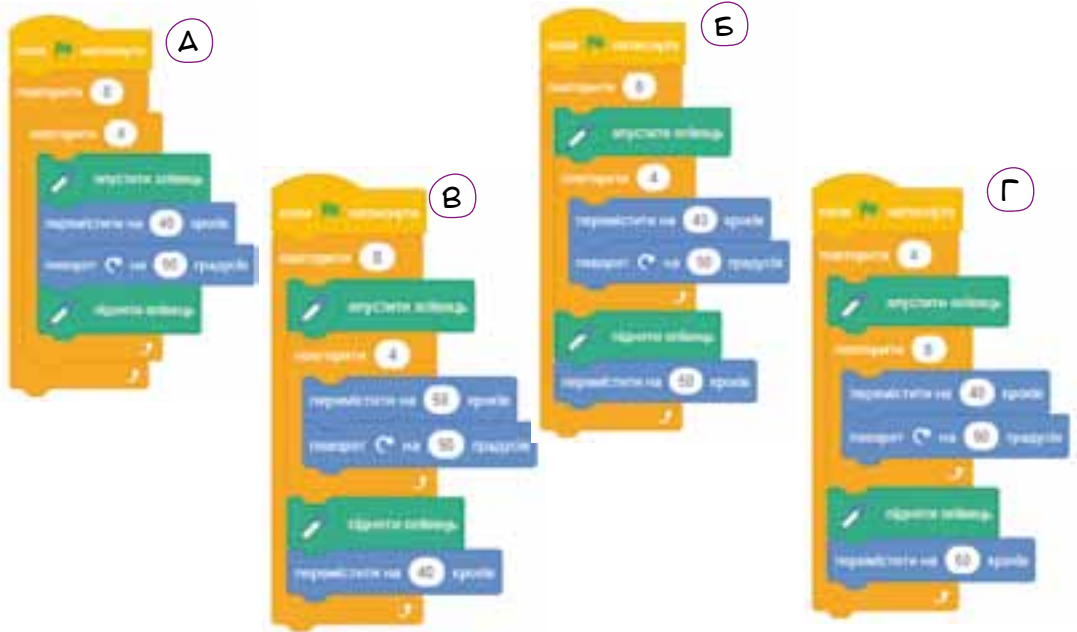 А
коли натиснуто
повторити
повторити 4
опустити олівець
перемістити на 40 кроків
поворот на 90 градусів
підняти олівець
Б
коли натиснуто
повторити
опустити олівець
повторити 4
перемістити на 40 кроків
поворот на 90 градусів
підняти олівець
перемістити на 50 кроків
В
коли натиснуто
повторити
опустити олівець
повторити 4
перемістити на 50 кроків
поворот на 90 градусів
підняти олівець
перемістити на 40 кроків
Г
коли натиснуто
повторити 4
опустити олівець
повторити
перемістити на 40 кроків
поворот на 90 градусів
підняти олівець
перемістити на 50 кроків